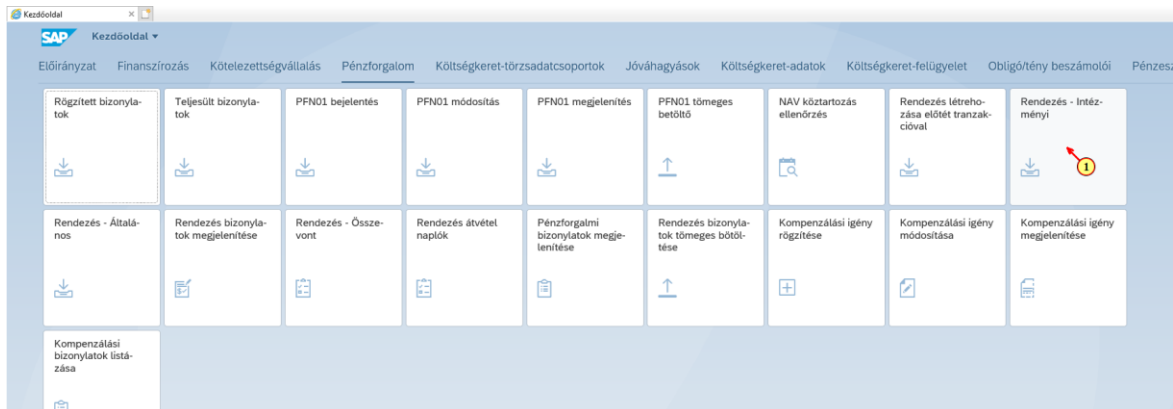 Kezdőoldal
SAP Kezdőoldal
Előirányzat Finanszírozás Kötelezettségvállalás Pénzforgalom Költségkeret-törzsadatcsoportok Jóváhagyások Költségkeret-adatok Költségkeret-felügyelet Obligó/tény beszámolói Pénzesz
Rögzített bizonyla-
tok
Teljesült bizonyla-
tok
PFN01 bejelentés
PFN01 módosítás
PFN01 megjelenítés
PFN01 tömeges
betöltő
NAV köztartozás
ellenőrzés
Rendezés létreho-
zása előtét tranzak-
cióval
Rendezés - Intéz-
ményi
1
Rendezés - Általá-
nos
Rendezés bizonyla-
tok megjelenítése
Rendezés - Össze-
vont
Rendezés átvétel
naplók
Pénzforgalmi
bizonylatok megje-
lenítése
Rendezés bizonyla-
tok tömeges bötöl-
tése
Kompenzálási igény
rögzítése
Kompenzálási igény
módosítása
Kompenzálási igény
megjelenítése
Kompenzálási
bizonylatok listá-
zása